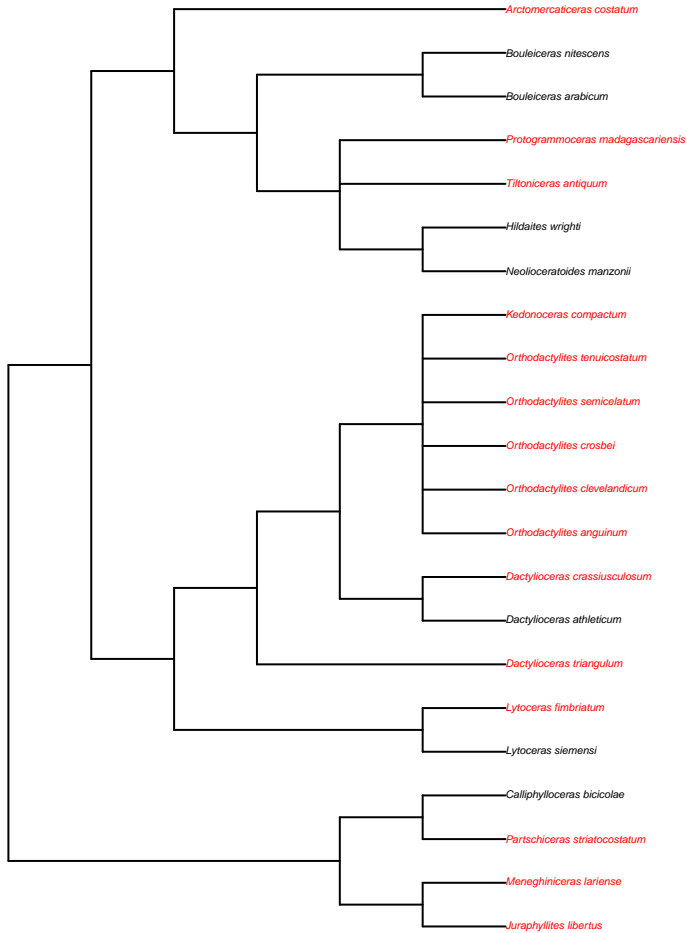 Arctomercaticeras costatum
Bouleiceras nitescens
Bouleiceras arabicum
Protogrammoceras madagascariensis
Tiltoniceras antiquum
Hildaites wrighti
Neolioceratoides manzonii
Kedonoceras compactum
Orthodactylites tenuicostatum
Orthodactylites semicelatum
Orthodactylites crosbei
Orthodactylites clevelandicum
Orthodactylites anguinum
Dactylioceras crassiusculosum
Dactylioceras athleticum
Dactylioceras triangulum
Lytoceras fimbriatum
Lytoceras siemensi
Calliphylloceras bicicolae
Partschiceras striatocostatum
Meneghiniceras lariense
Juraphyllites libertus